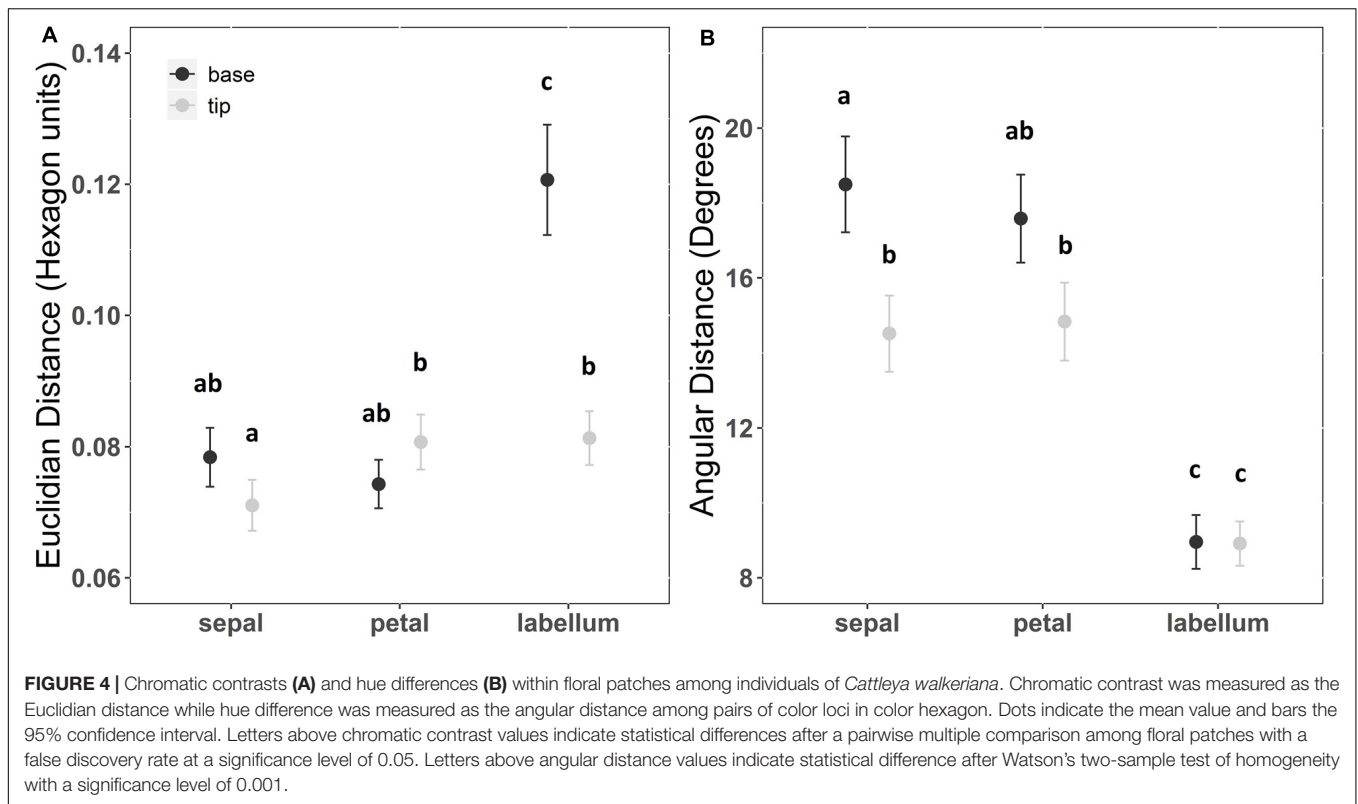 A
B
Euclidian Distance (Hexagon units)
0.14
0.12
0.10
0.08
0.06
base
tip
ab
a
ab
b
c
b
sepal
petal
labellum
Angular Distance (Degrees)
20
16
12
8
a
b
ab
b
c
c
sepal
petal
labellum
FIGURE 4 | Chromatic contrasts (A) and hue differences (B) within floral patches among individuals of Cattleya walkeriana. Chromatic contrast was measured as the
Euclidian distance while hue difference was measured as the angular distance among pairs of color loci in color hexagon. Dots indicate the mean value and bars the
95% confidence interval. Letters above chromatic contrast values indicate statistical differences after a pairwise multiple comparison among floral patches with a
false discovery rate at a significance level of 0.05. Letters above angular distance values indicate statistical difference after Watson's two-sample test of homogeneity
with a significance level of 0.001.